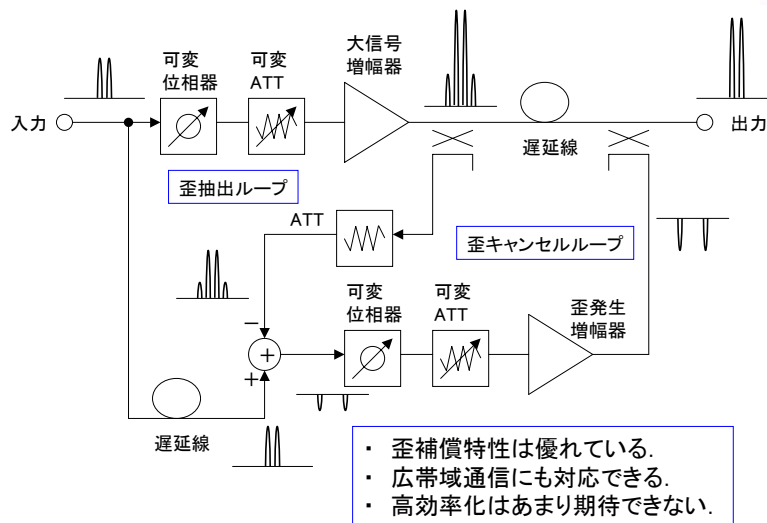 大信号
増幅器
可変
位相器
可変
ATT
入力
出力
遅延線
歪抽出ループ
ATT
歪キャンセルループ
可変
位相器
可変
ATT
歪発生
増幅器
−
+
+
遅延線
・ 歪補償特性は優れている.
・ 広帯域通信にも対応できる.
・ 高効率化はあまり期待できない.